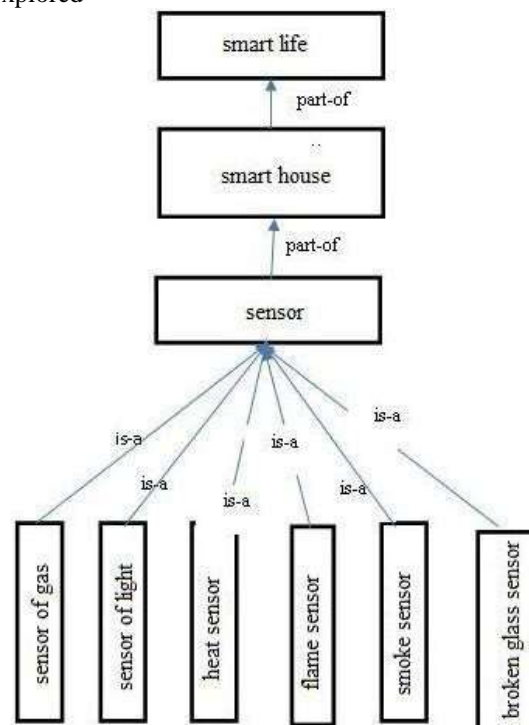 smart life
part-of
smart house
part-of
sensor
is-a
is-a
is-a
is-a
is-a
is-a
sensor of gas
sensor of light
heat sensor
flame sensor
smoke sensor
broken glass sensor